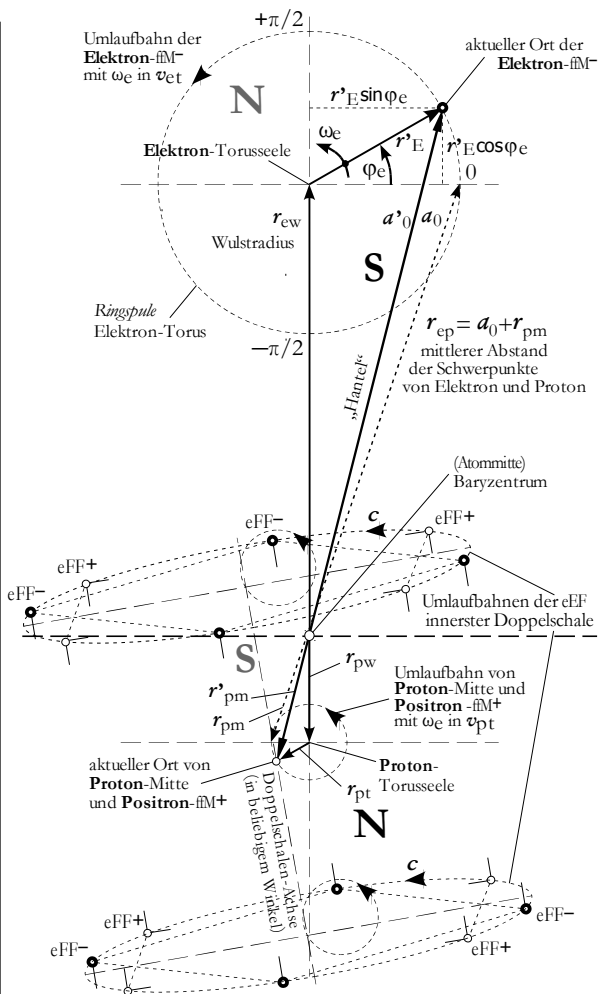 +π/2
Umlaufbahn der
Elektron-ffM−
mit ωe in vet
aktueller Ort der
Elektron-ffM−
N
r'E sinφe
ωe
Elektron-Torusseele
r'E
r'E cosφe
φe
0
rew
Wulstradius
a'0
a0
S
Ringspule
Elektron-Torus
rep = a0+rpm
mittlerer Abstand
der Schwerpunkte
von Elektron und Proton
−π/2
„Hantel“
(Atommitte)
Baryzentrum
eFF−
c
eFF+
eFF+
eFF−
Umlaufbahnen der eEF
innerster Doppelschale
S
rpw
r'pm
rpm
Umlaufbahn von
Proton-Mitte und
Positron-ffM+
mit ωe in vpt
aktueller Ort von
Proton-Mitte
und Positron-ffM+
Proton-
Torusseele
rpt
Doppelschalen-Achse
(in beliebigem Winkel)
N
c
eFF+
eFF−
eFF−
eFF+